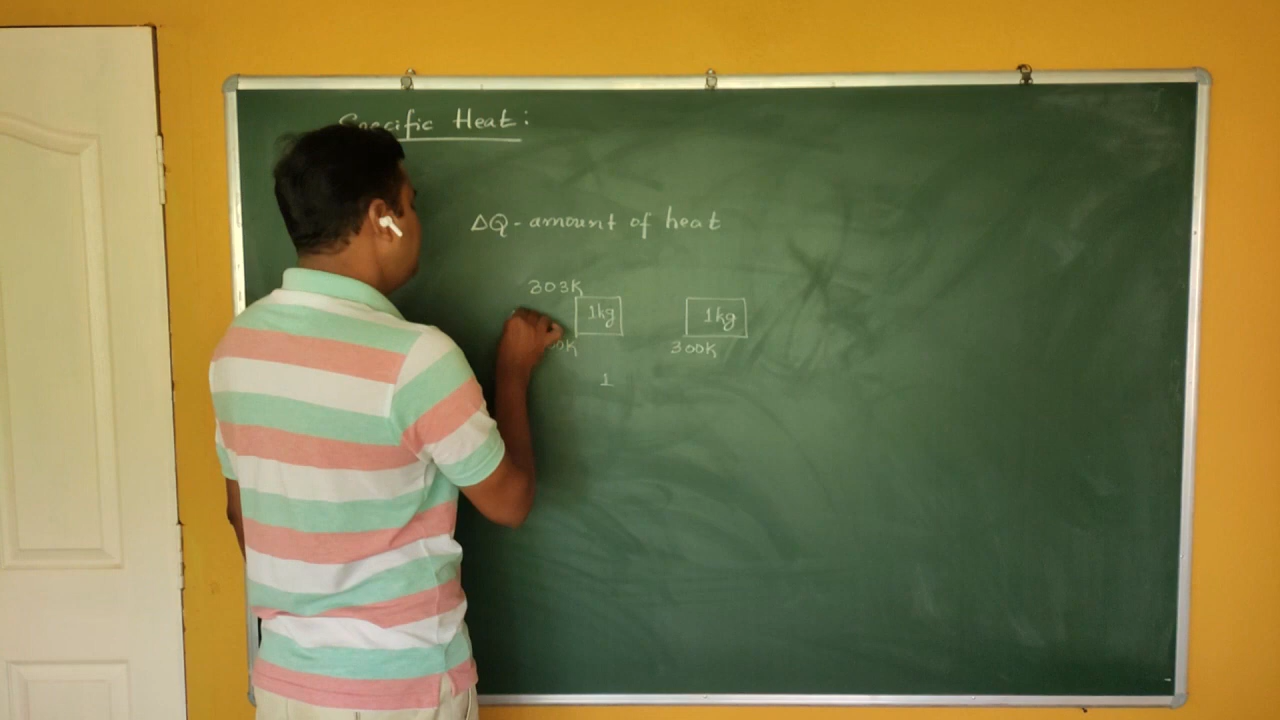 Specific Heat:
ΔQ - amount of heat
303K
1kg 1kg
300K
1